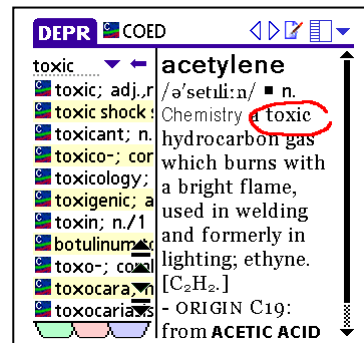 DEPR COED
toxic
toxic; adj.,r
toxic shock s
toxicant; n.
toxico-; cor
toxicology;
toxigenic; a
toxin; n./1
botulinum
toxo-;
toxocara;
toxocarias
acetylene
/əˈsɛtɪliːn/ ■ n.
Chemistry a toxic
hydrocarbon gas
which burns with
a bright flame,
used in welding
and formerly in
lighting; ethyne.
[C₂H₂.]
- ORIGIN C19:
from ACETIC ACID